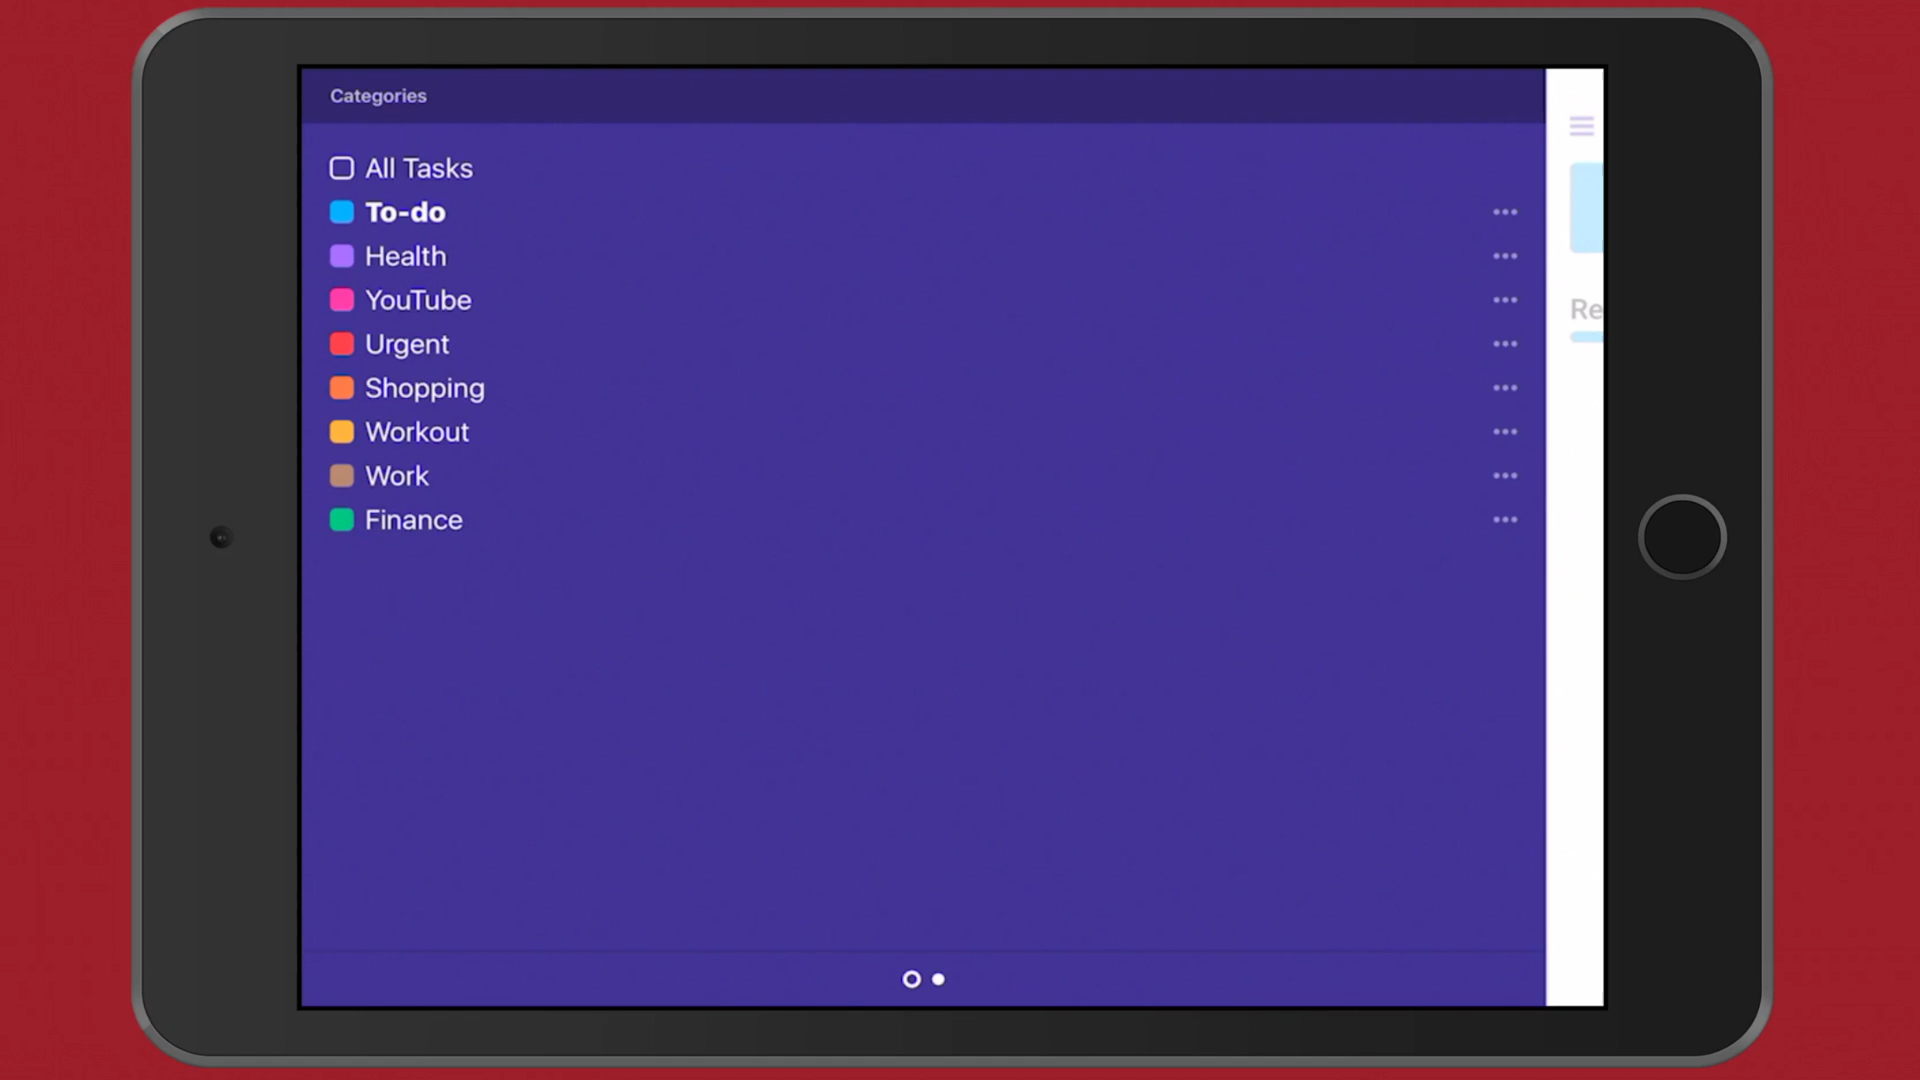 Categories
All Tasks
To-do
Health
YouTube
Urgent
Shopping
Workout
Work
Finance
Re